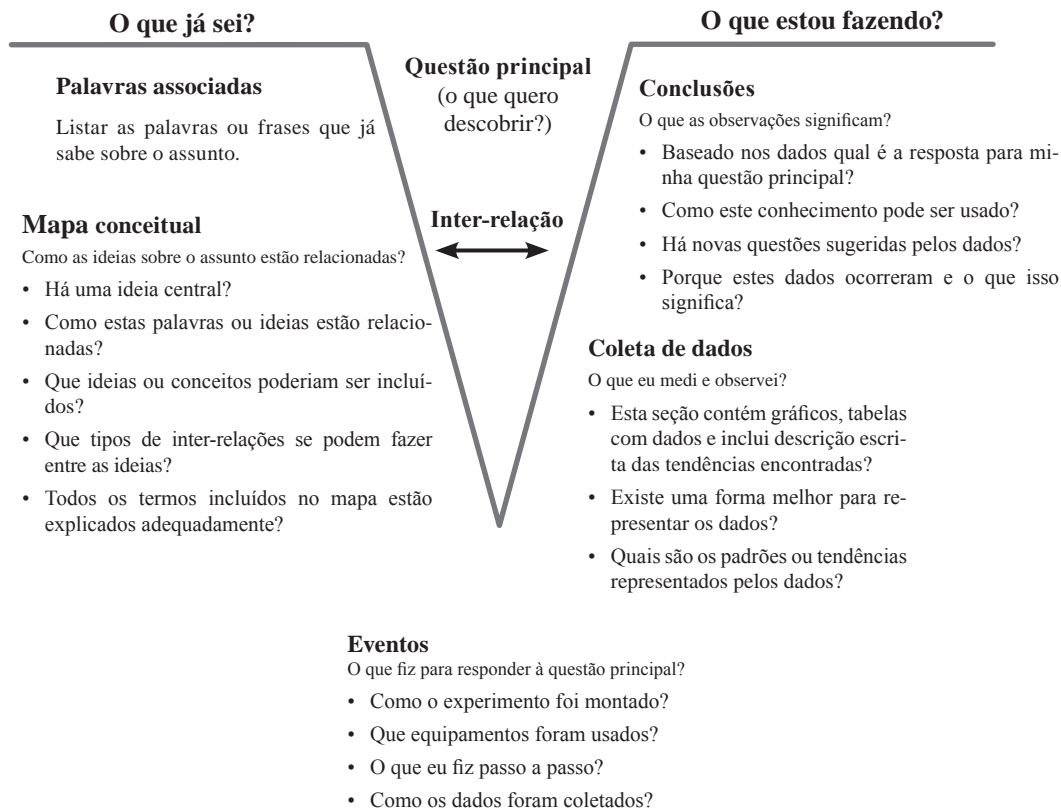 O que já sei?
Palavras associadas
Listar as palavras ou frases que já
sabe sobre o assunto.
Mapa conceitual
Como as ideias sobre o assunto estão relacionadas?
• Há uma ideia central?
• Como estas palavras ou ideias estão relacio-
nadas?
• Que ideias ou conceitos poderiam ser incluí-
dos?
• Que tipos de inter-relações se podem fazer
entre as ideias?
• Todos os termos incluídos no mapa estão
explicados adequadamente?
Questão principal
(o que quero
descobrir?)
Inter-relação
O que estou fazendo?
Conclusões
O que as observações significam?
• Baseado nos dados qual é a resposta para mi-
nha questão principal?
• Como este conhecimento pode ser usado?
• Há novas questões sugeridas pelos dados?
• Porque estes dados ocorreram e o que isso
significa?
Coleta de dados
O que eu medi e observei?
• Esta seção contém gráficos, tabelas
com dados e inclui descrição escri-
ta das tendências encontradas?
• Existe uma forma melhor para re-
presentar os dados?
• Quais são os padrões ou tendências
representados pelos dados?
Eventos
O que fiz para responder à questão principal?
• Como o experimento foi montado?
• Que equipamentos foram usados?
• O que eu fiz passo a passo?
• Como os dados foram coletados?